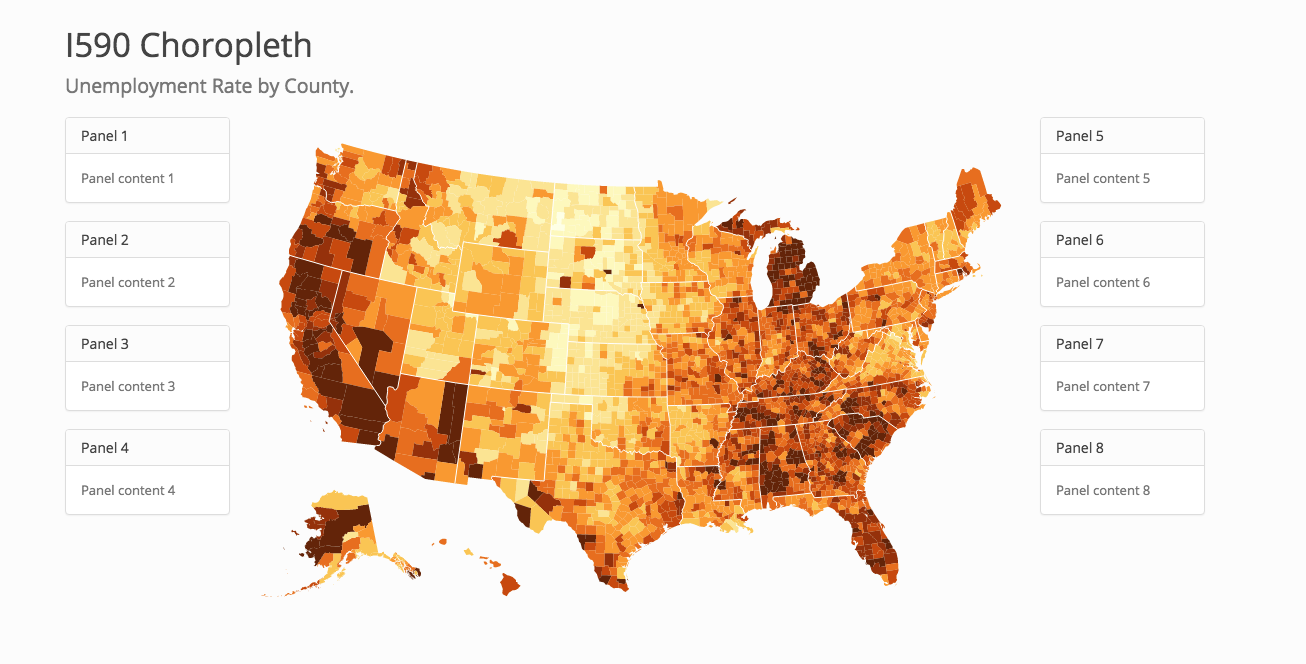 I590 Choropleth
Unemployment Rate by County.
Panel 1
Panel content 1
Panel 2
Panel content 2
Panel 3
Panel content 3
Panel 4
Panel content 4
Panel 5
Panel content 5
Panel 6
Panel content 6
Panel 7
Panel content 7
Panel 8
Panel content 8